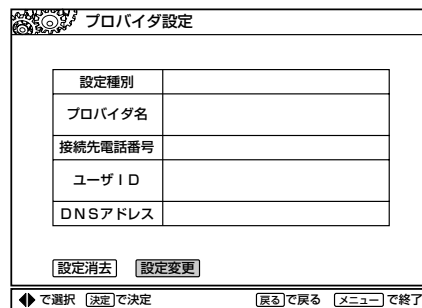 プロバイダ設定
設定種別
プロバイダ名
接続先電話番号
ユーザID
DNSアドレス
設定消去 設定変更
で選択 決定で決定 戻るで戻る メニューで終了